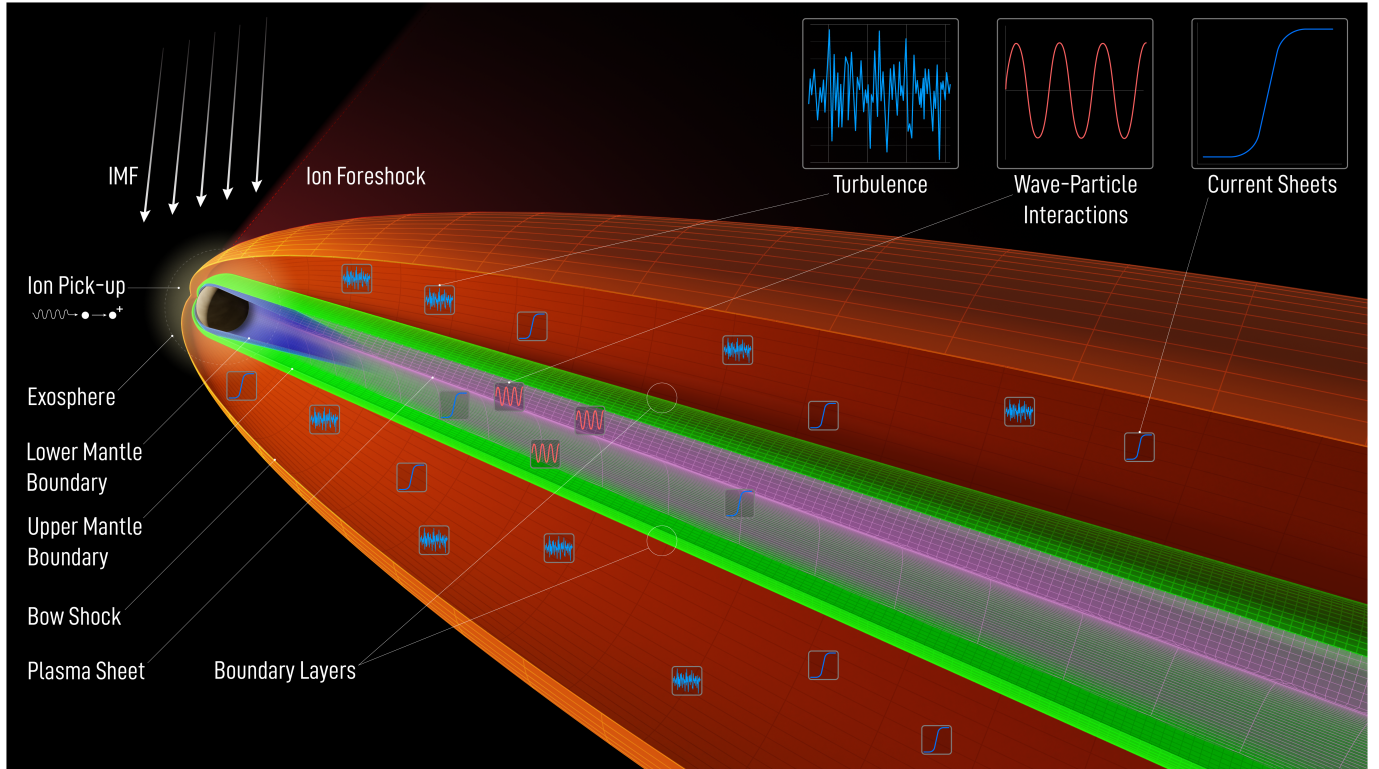 Turbulence
Wave-Particle
Interactions
Current Sheets
IMF
Ion Foreshock
Ion Pick-up
+
Exosphere
Lower Mantle
Boundary
Upper Mantle
Boundary
Bow Shock
Plasma Sheet
Boundary Layers